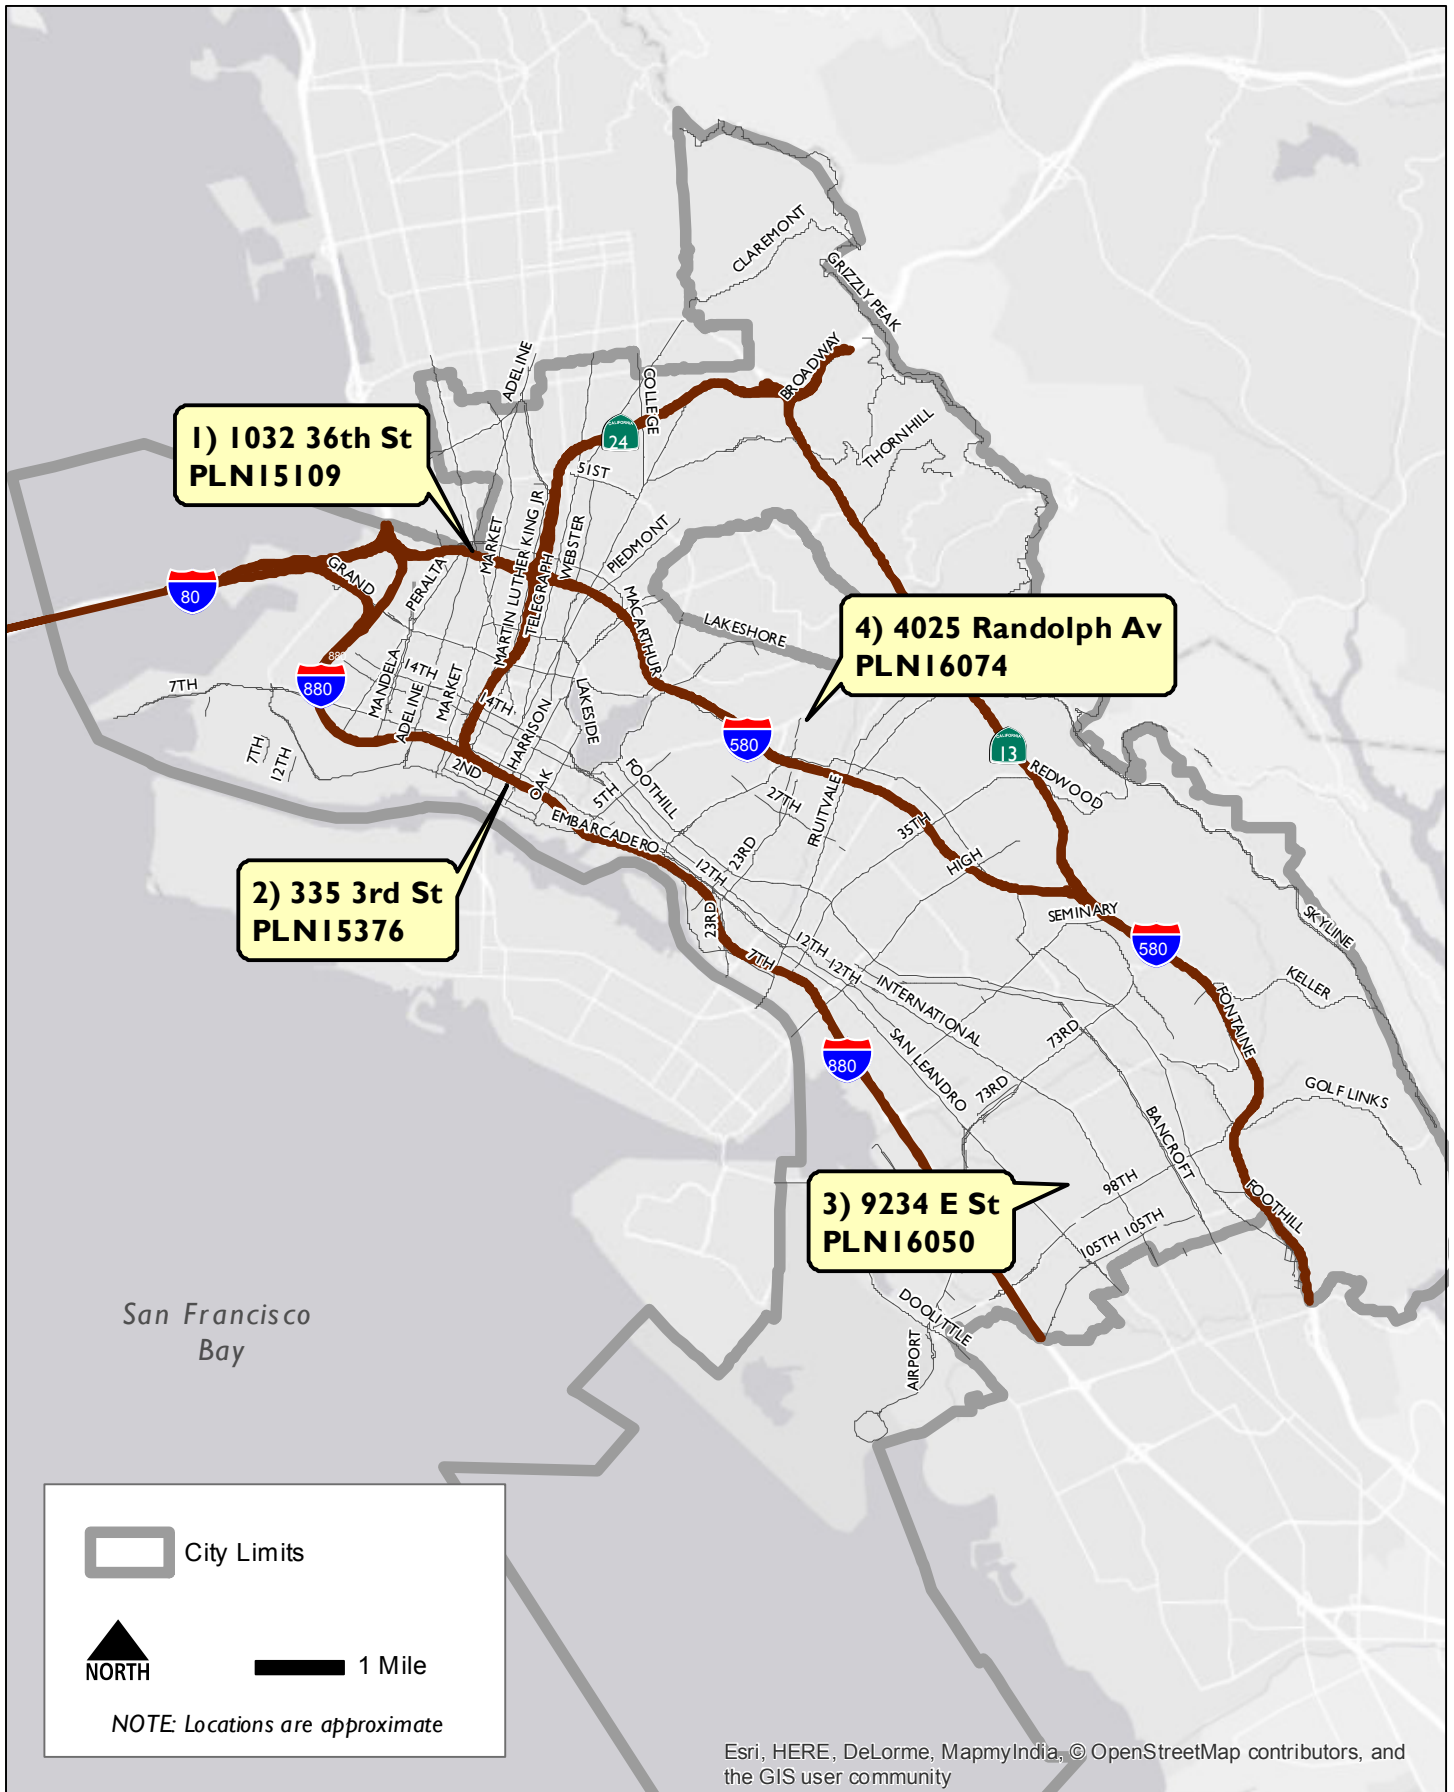 CLAREMONT
GRIZZLY PEAK
BROADWAY
ADELINE
COLLEGE
CALIFORNIA
24
THORNHILL
1) 1032 36th St
PLN15109
51ST
MARKET
MARTIN LUTHER KING JR
TELEGRAPH
WEBSTER
PIEDMONT
80
GRAND
PERALTA
MACARTHUR
LAKESHORE
4) 4025 Randolph Av
PLN16074
880
880
7TH
MANDELA
ADELINE
14TH
MARKET
14TH
HARRISON
LAKESIDE
580
CALIFORNIA
13
REDWOOD
7TH
12TH
2ND
OAK
5TH
FOOTHILL
27TH
FRUITVALE
35TH
EMBARCADERO
12TH
23RD
HIGH
2) 335 3rd St
PLN15376
23RD
SEMINARY
SKYLINE
580
7TH
12TH
12TH
INTERNATIONAL
KELLER
FONTAINE
880
SAN LEANDRO
73RD
73RD
GOLF LINKS
BANCROFT
98TH
3) 9234 E St
PLN16050
105TH
105TH
FOOTHILL
DOOLITTLE
AIRPORT
San Francisco
Bay
City Limits
NORTH
1 Mile
NOTE: Locations are approximate
Esri, HERE, DeLorme, MapmyIndia, © OpenStreetMap contributors, and
the GIS user community